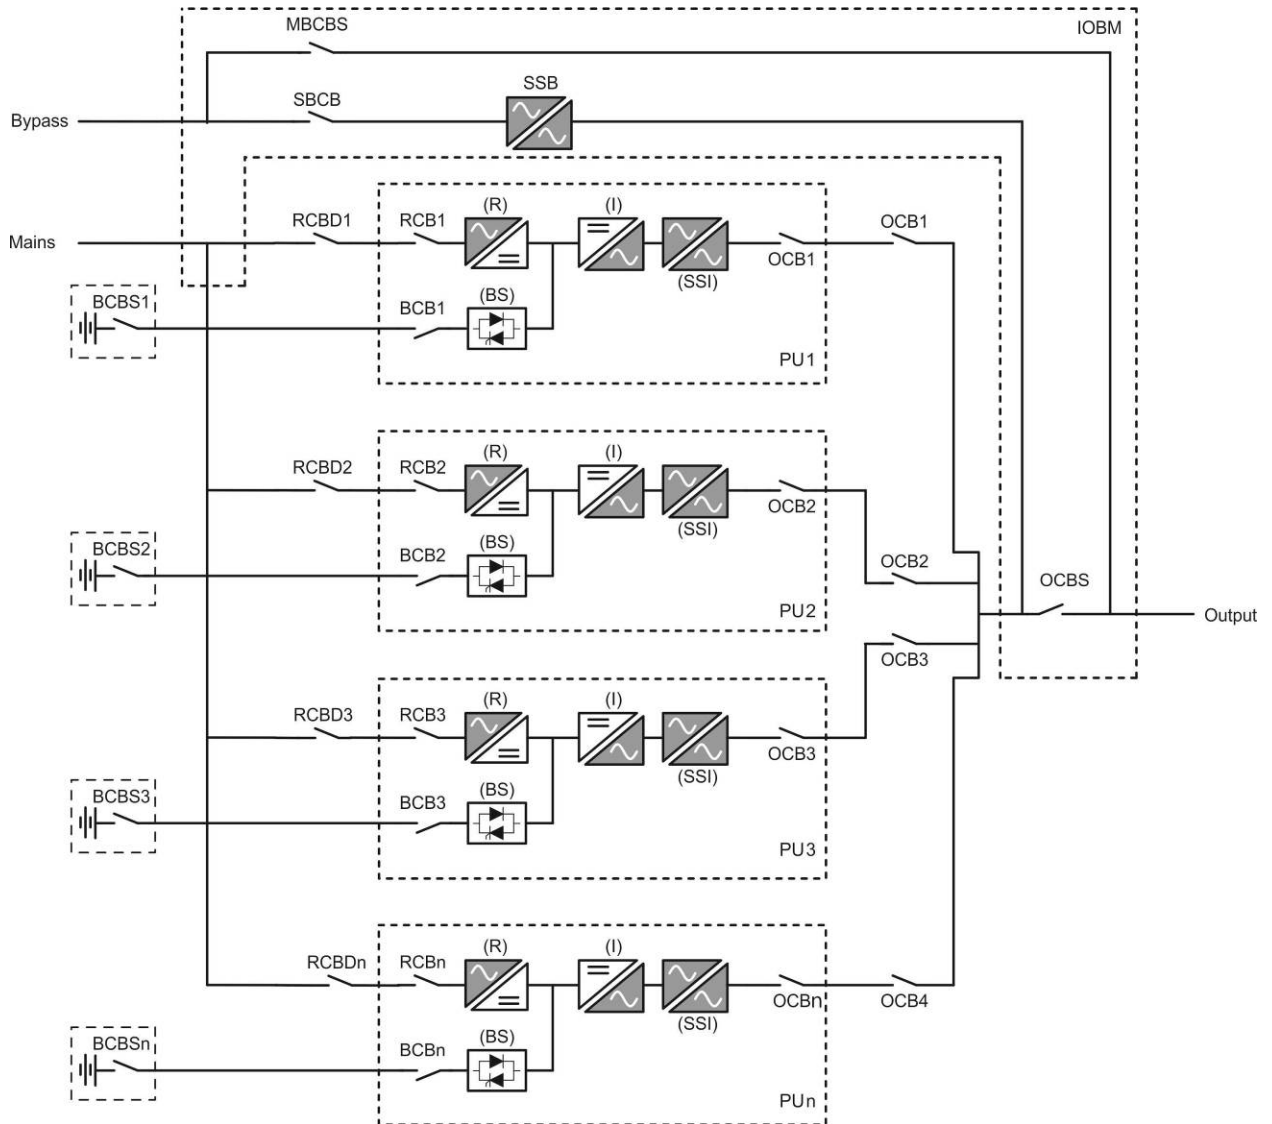 MBCBS
IOBM
SSB
SBCB
Bypass
(R)
(I)
RCBD1
RCB1
OCB1
Mains
OCB1
(SSI)
BCBS1
BCB1
(BS)
PU1
(R)
(I)
RCBD2
RCB2
OCB2
(SSI)
BCBS2
BCB2
(BS)
OCB2
OCBS
PU2
Output
OCB3
(R)
(I)
RCBD3
RCB3
OCB3
(SSI)
BCBS3
BCB3
(BS)
PU3
(R)
(I)
RCBDn
RCBn
OCBn
OCB4
(SSI)
BCBSn
BCBn
(BS)
PUn